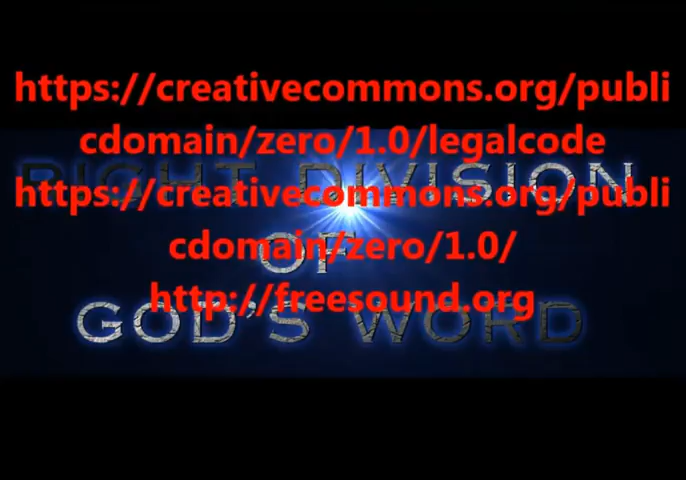 https://creativecommons.org/publi
cdomain/zero/1.0/legalcode
RIGHT DIVISION
https://creativecommons.org/publi
cdomain/zero/1.0/
OF
http://freesound.org
GOD'S WORD